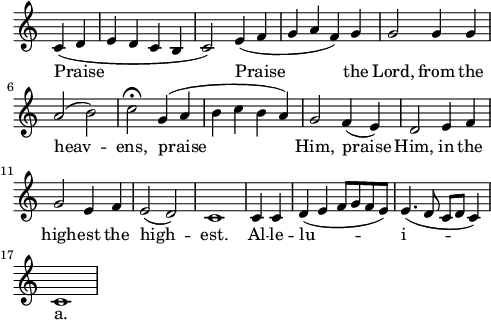 Praise Praise the Lord, from the
6
heav -- ens, praise Him, praise Him, in the
11
highest the high -- est. Al -- le -- lu -- -- i -- --
17
a.